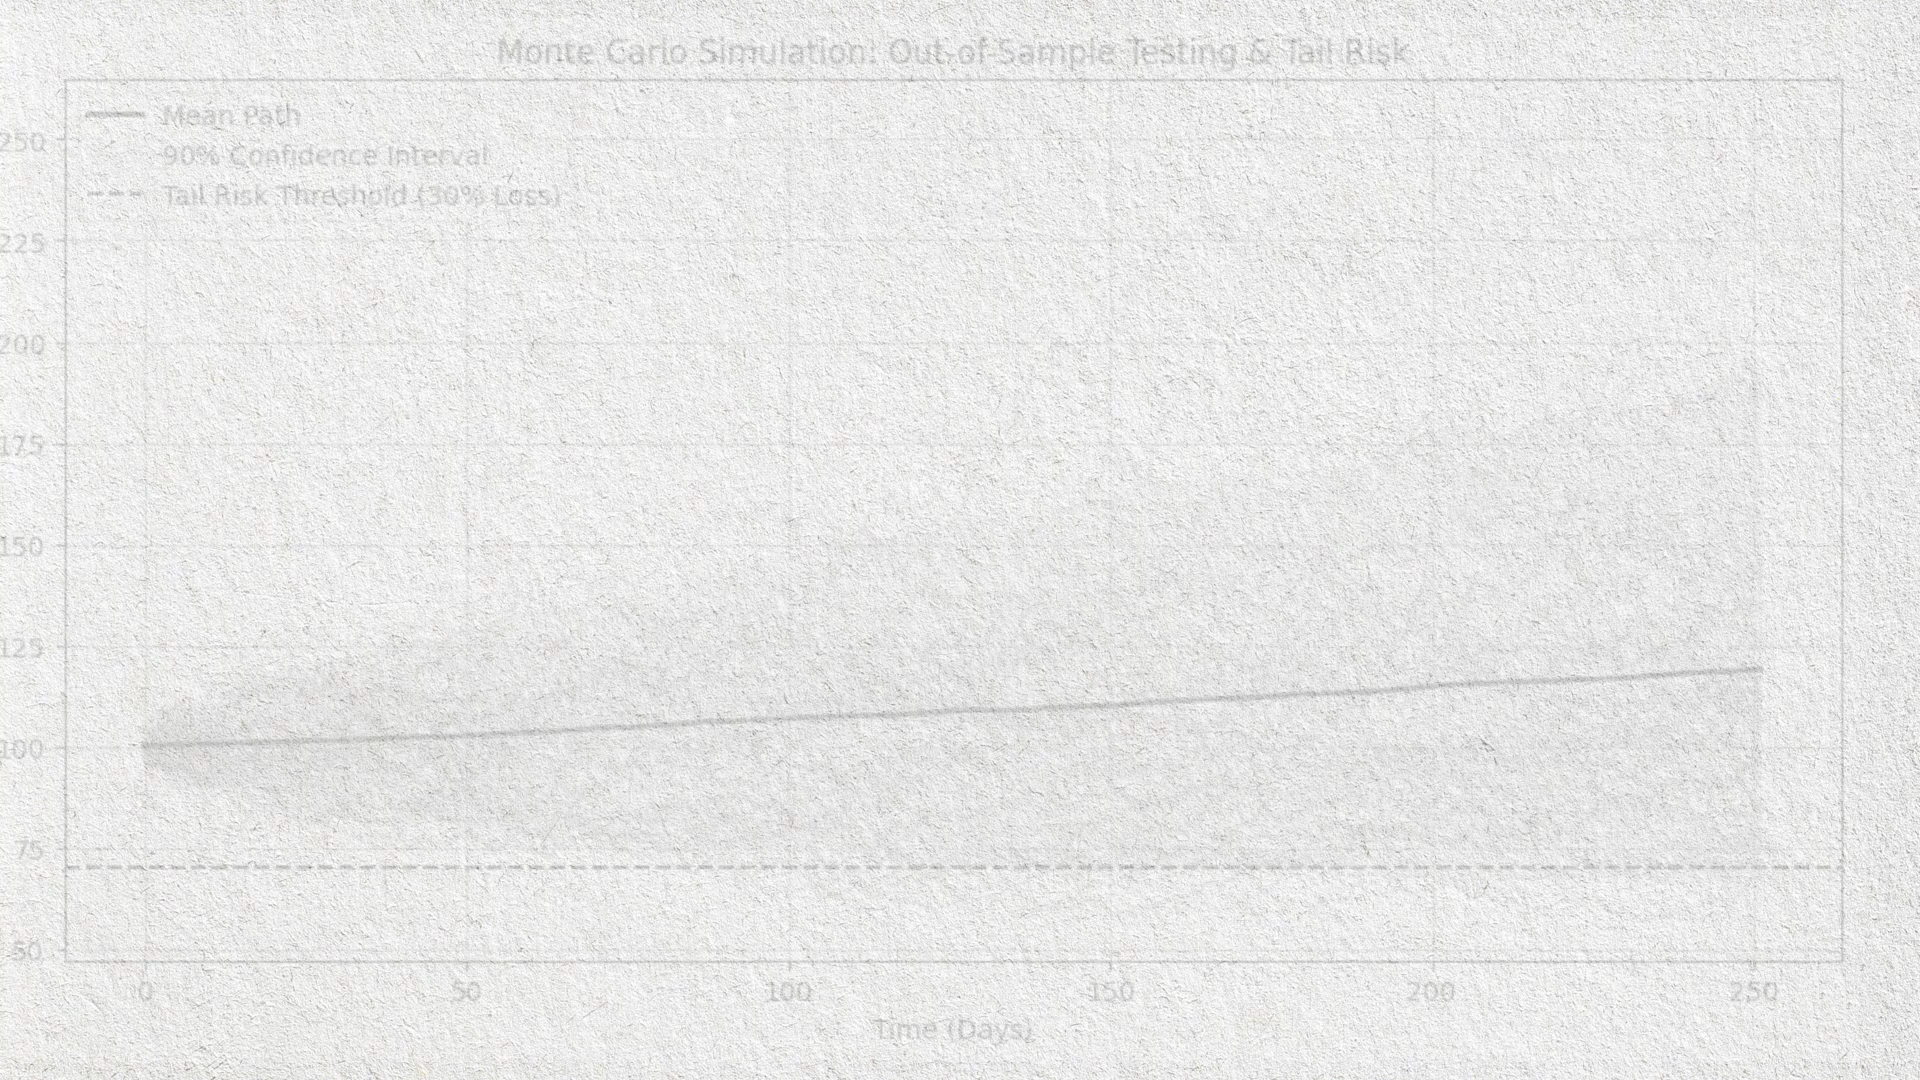 Monte Carlo Simulation: Out-of-Sample Testing & Tail Risk
Mean Path
90% Confidence Interval
Tail Risk Threshold (30% Loss)
250
225
200
175
150
125
100
75
50
0 50 100 150 200 250
Time (Days)